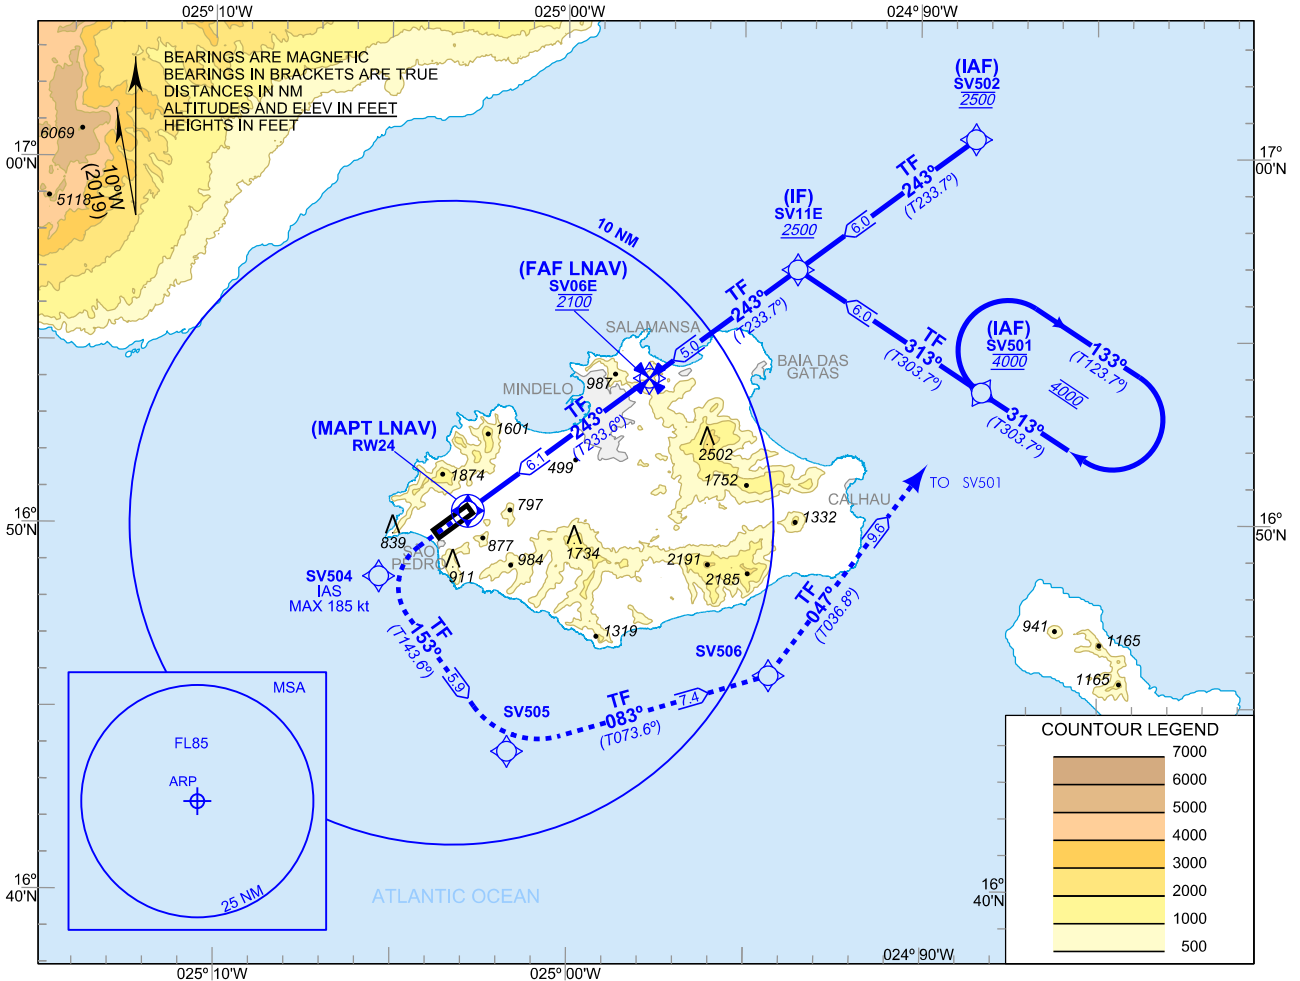 025°10'W
025°00'W
024°90'W
BEARINGS ARE MAGNETIC
BEARINGS IN BRACKETS ARE TRUE
DISTANCES IN NM
ALTITUDES AND ELEV IN FEET
HEIGHTS IN FEET
6069
5118
10°W
(2019)
17°
00'N
17°
00'N
(IAF)
SV502
2500
TF
243°
(T233.7°)
6.0
(IF)
SV11E
2500
10 NM
(FAF LNAV)
SV06E
2100
TF
243°
(T233.7°)
5.0
6.0
TF
313°
(T303.7°)
(IAF)
SV501
4000
133°
(T123.7°)
4000
313°
(T303.7°)
SALAMANSA
BAIA DAS
GATAS
987
MINDELO
TF
243°
(T233.6°)
6.1
(MAPT LNAV)
RW24
1601
1874
499
2502
1752
CALHAU
1332
TO SV501
797
877
839
SAO
PEDRO
911
984
1734
2191
2185
1319
16°
50'N
16°
50'N
SV504
IAS
MAX 185 kt
TF
153°
(T143.6°)
5.9
SV505
TF
083°
(T073.6°)
7.4
SV506
TF
047°
(T036.8°)
9.6
941
1165
1165
MSA
FL85
ARP
25 NM
ATLANTIC OCEAN
16°
40'N
16°
40'N
COUNTOUR LEGEND
7000
6000
5000
4000
3000
2000
1000
500
025°10'W
025°00'W
024°90'W